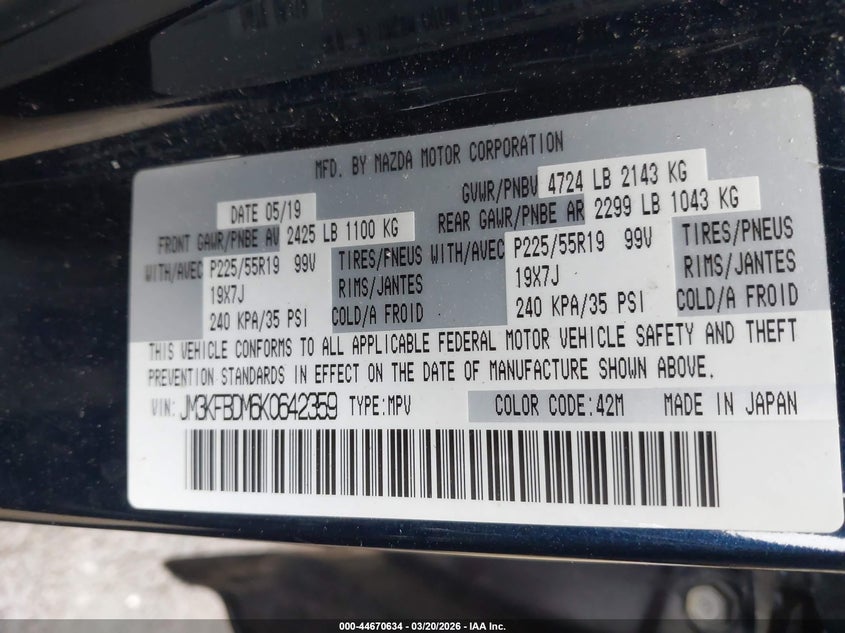 MFD. BY MAZDA MOTOR CORPORATION
DATE 05/19
GVWR/PNBV 4724 LB 2143 KG
FRONT GAWR/PNBE AV 2425 LB 1100 KG
REAR GAWR/PNBE AR 2299 LB 1043 KG
WITH/AVEC P225/55R19 99V TIRES/PNEUS
19X7J RIMS/JANTES
240 KPA/35 PSI COLD/A FROID
WITH/AVEC P225/55R19 99V TIRES/PNEUS
19X7J RIMS/JANTES
240 KPA/35 PSI COLD/A FROID
THIS VEHICLE CONFORMS TO ALL APPLICABLE FEDERAL MOTOR VEHICLE SAFETY AND THEFT
PREVENTION STANDARDS IN EFFECT ON THE DATE OF MANUFACTURE SHOWN ABOVE.
VIN: JM3KFBDM6K0642359 TYPE:MPV COLOR CODE:42M MADE IN JAPAN
000-44670634 - 03/20/2026 - IAA Inc.